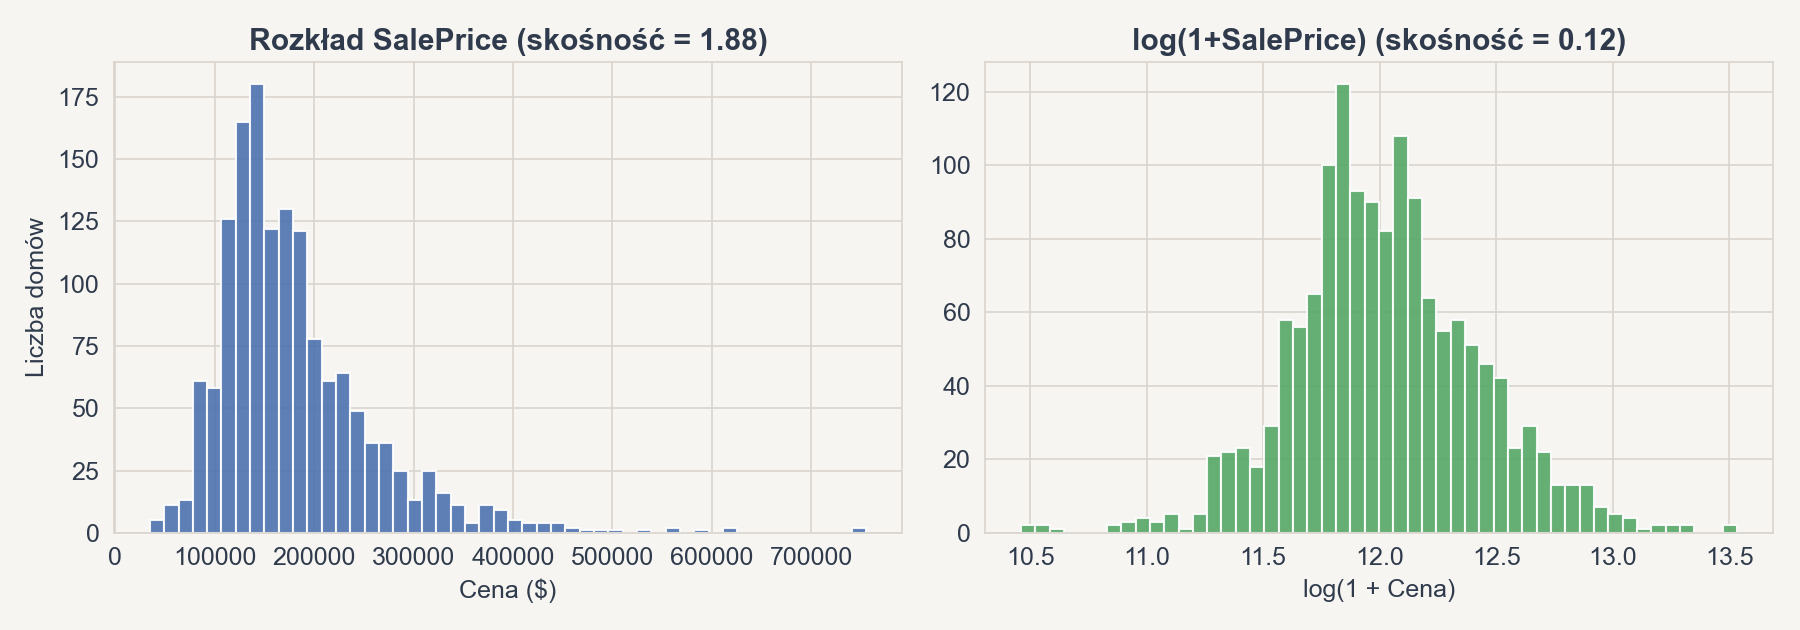 Rozkład SalePrice (skośność = 1.88)
Liczba domów
175
150
125
100
75
50
25
0
0 100000 200000 300000 400000 500000 600000 700000
Cena ($)
log(1+SalePrice) (skośność = 0.12)
120
100
80
60
40
20
0
10.5 11.0 11.5 12.0 12.5 13.0 13.5
log(1 + Cena)